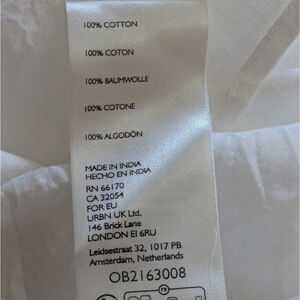 100% COTTON
100% COTON
100% BAUMWOLLE
100% COTONE
100% ALGODÓN
MADE IN INDIA
HECHO EN INDIA
RN 66170
CA 32054
FOR EU
URBN UK Ltd.
146 Brick Lane
LONDON E1 6RU
Leidsestraat 32, 1017 PB
Amsterdam, Netherlands
OB2163008
FR